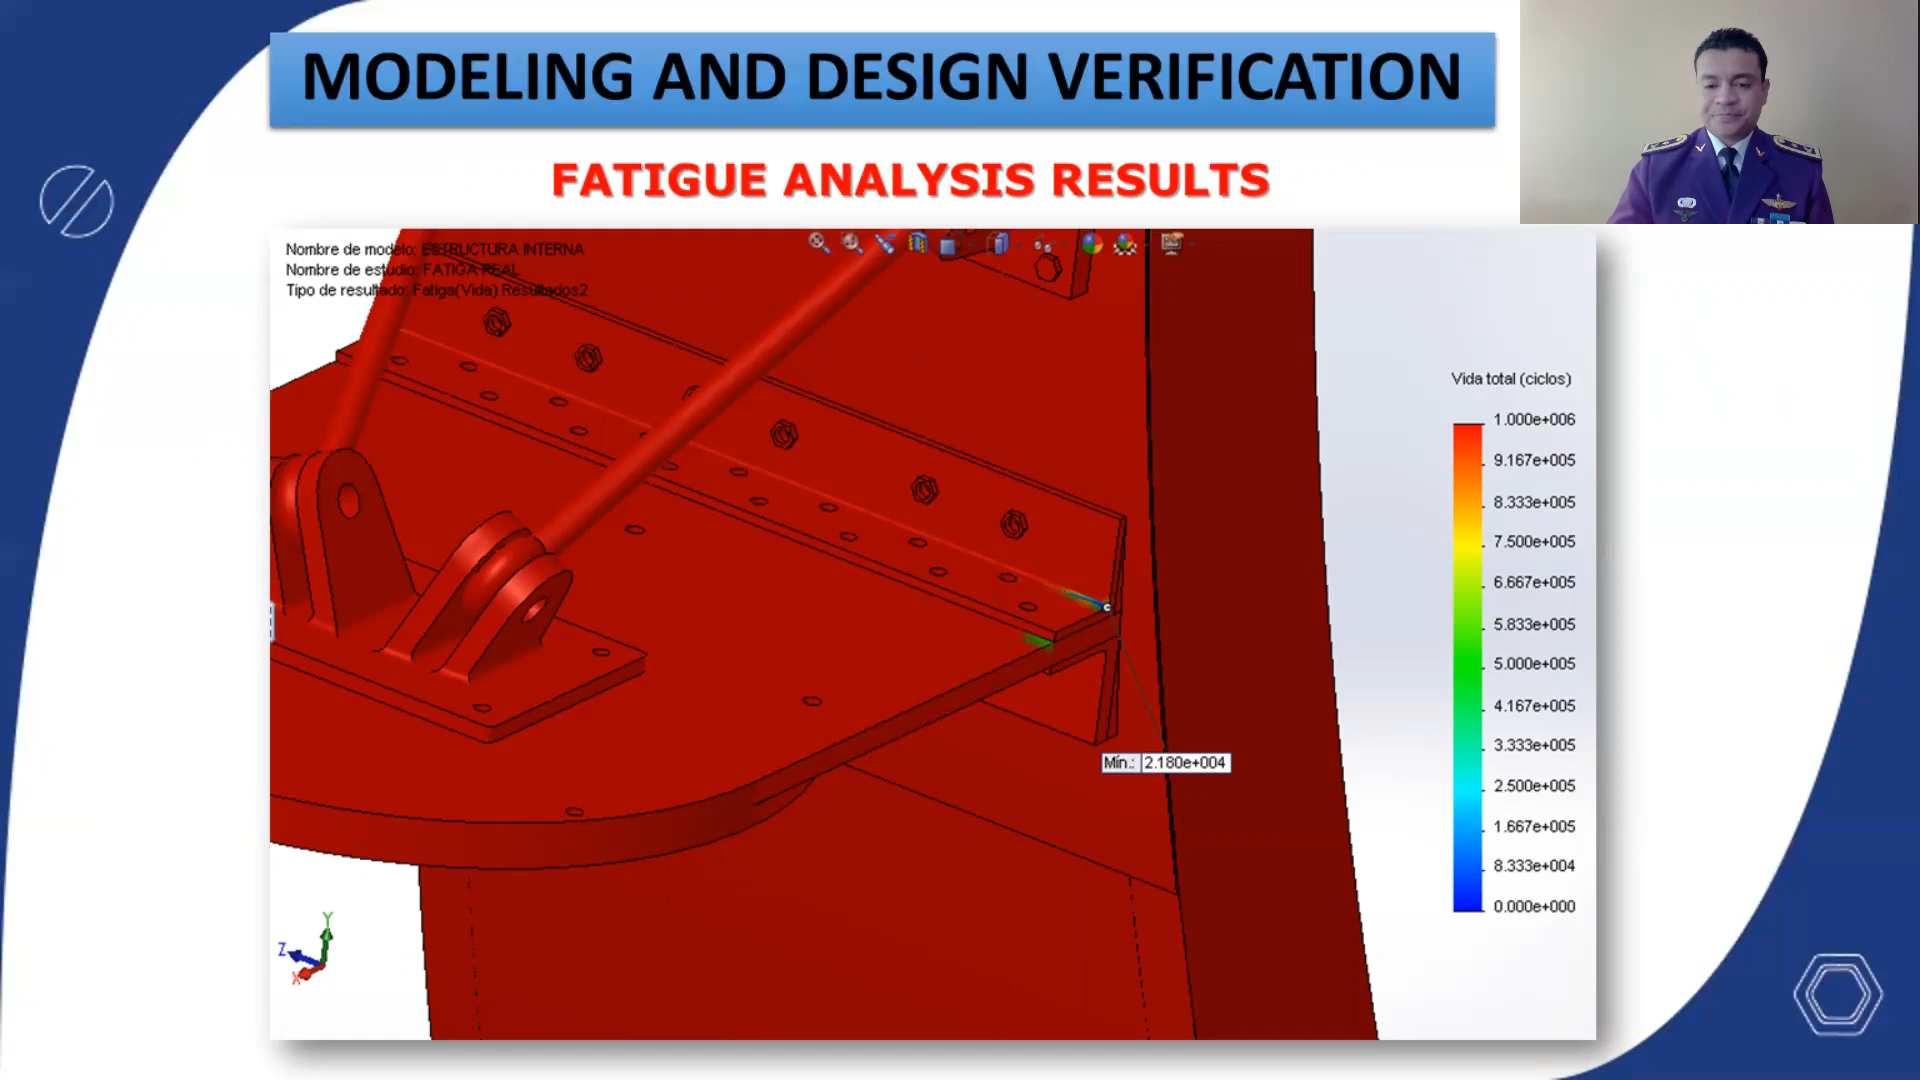 MODELING AND DESIGN VERIFICATION
FATIGUE ANALYSIS RESULTS
Nombre de modelo: ESTRUCTURA INTERNA
Nombre de estudio: FATIGA REAL
Tipo de resultado: Fatiga(Vida) Resultados2
Vida total (ciclos)
1.000e+006
9.167e+005
8.333e+005
7.500e+005
6.667e+005
5.833e+005
5.000e+005
4.167e+005
3.333e+005
2.500e+005
1.667e+005
8.333e+004
0.000e+000
Mín.: 2.180e+004
Y
Z
X